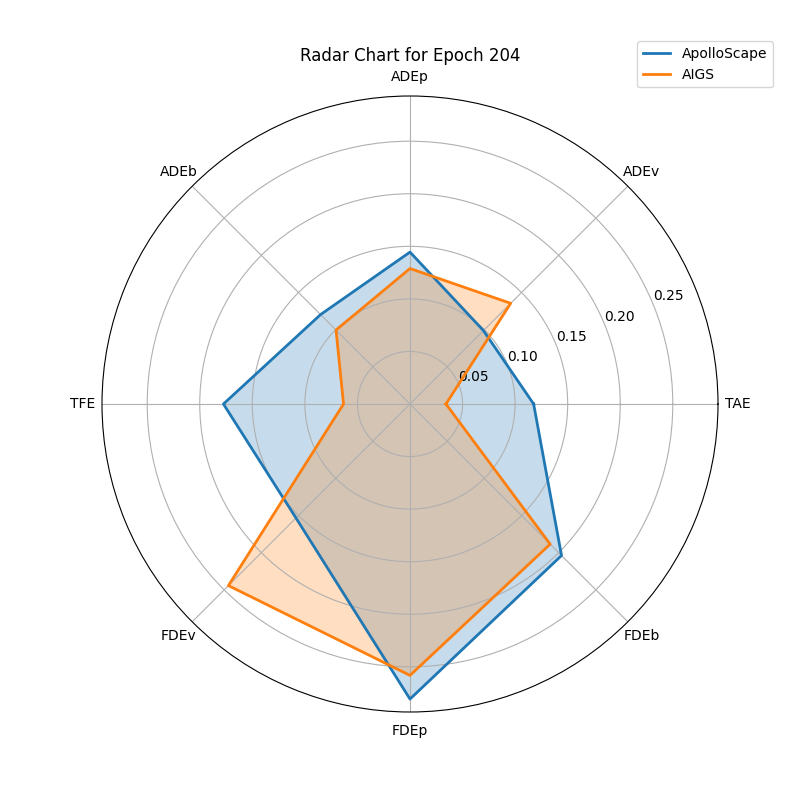 Radar Chart for Epoch 204
ApolloScape
AIGS
ADEp
ADEb
ADEv
0.25
0.20
0.15
0.10
0.05
TFE
TAE
FDEv
FDEb
FDEp